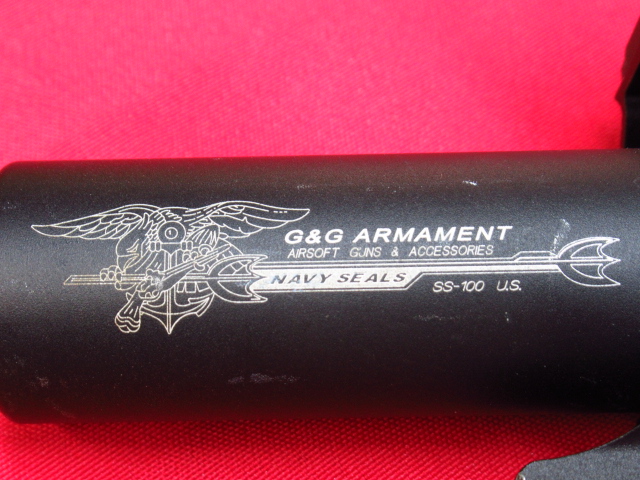 G&G ARMAMENT
AIRSOFT GUNS & ACCESSORIES
NAVY SEALS
SS-100 U.S.